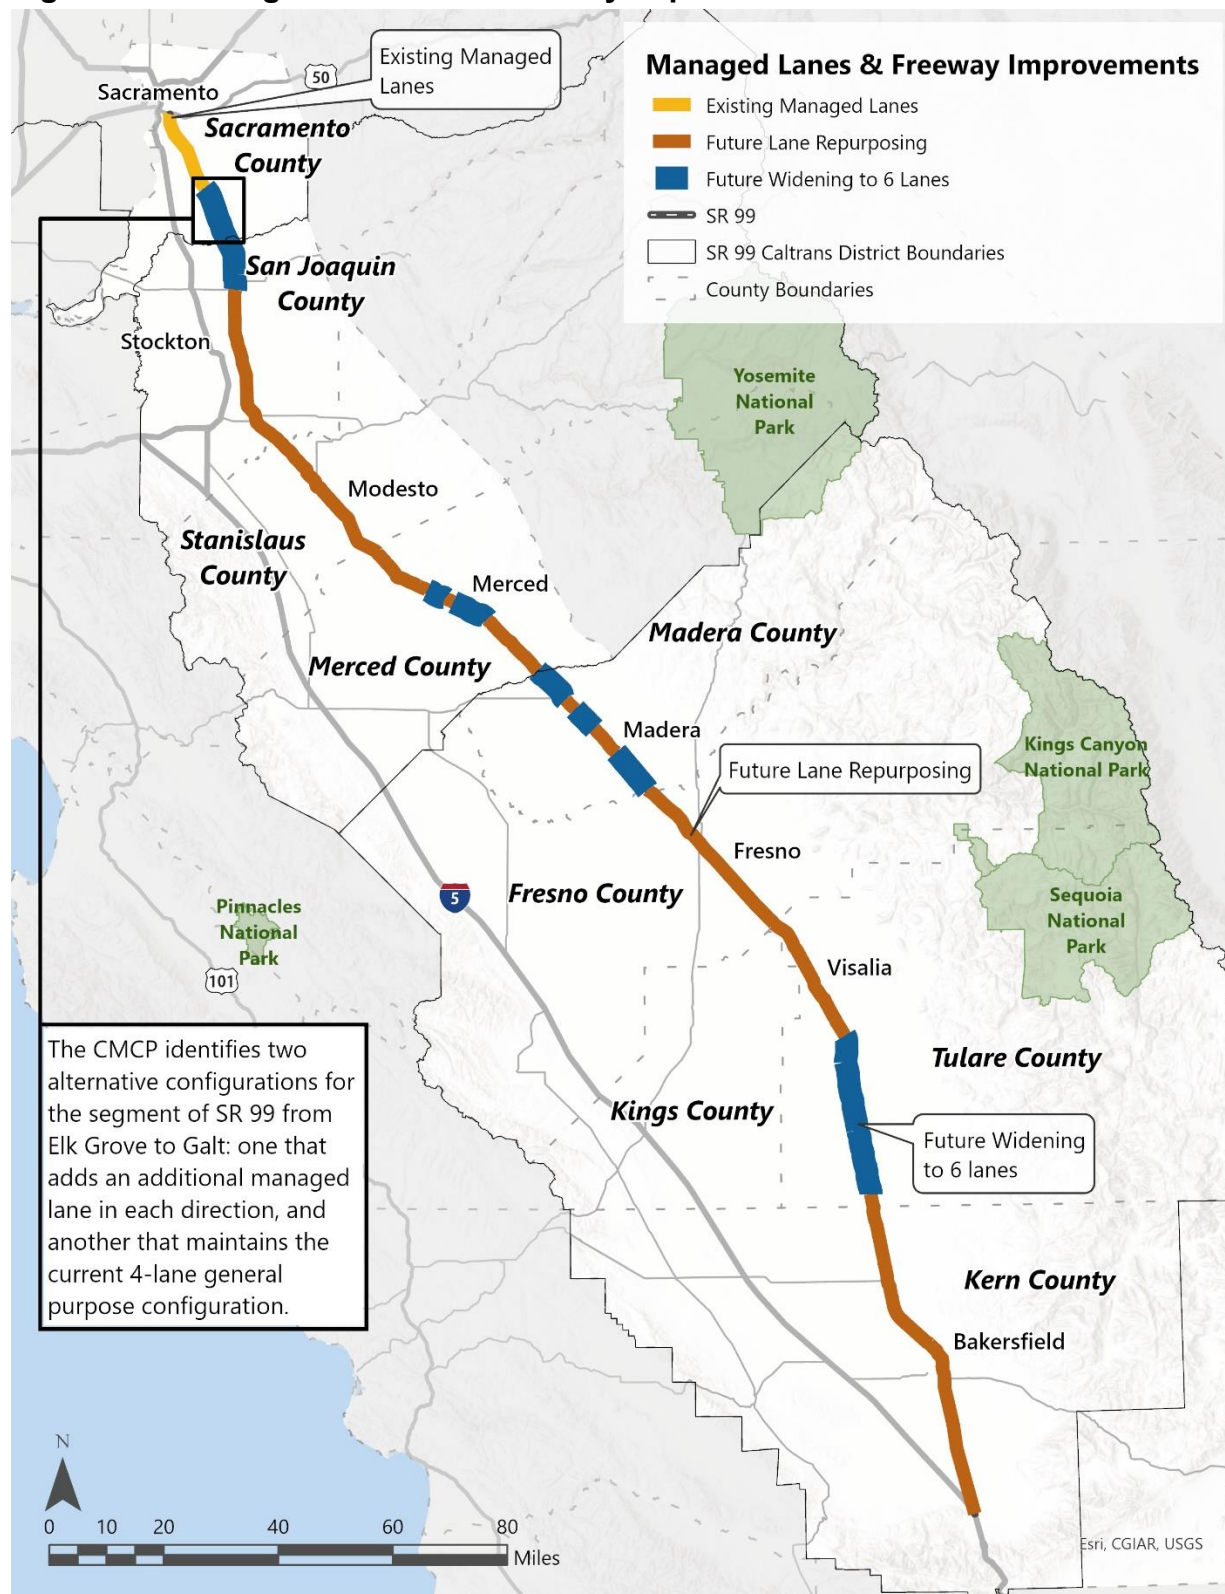 Existing Managed
Lanes
50
Managed Lanes & Freeway Improvements
Existing Managed Lanes
Future Lane Repurposing
Future Widening to 6 Lanes
SR 99
SR 99 Caltrans District Boundaries
County Boundaries
Sacramento
Sacramento
County
San Joaquin
County
Stockton
Yosemite
National
Park
Modesto
Stanislaus
County
Merced
Madera County
Merced County
Madera
Kings Canyon
National Park
Future Lane Repurposing
Fresno
Fresno County
5
Sequoia
National
Park
Pinnacles
National
Park
101
Visalia
The CMCP identifies two
alternative configurations for
the segment of SR 99 from
Elk Grove to Galt: one that
adds an additional managed
lane in each direction, and
another that maintains the
current 4-lane general
purpose configuration.
Tulare County
Kings County
Future Widening
to 6 lanes
Kern County
Bakersfield
N
0 10 20 40 60 80
Miles
Esri, CGIAR, USGS